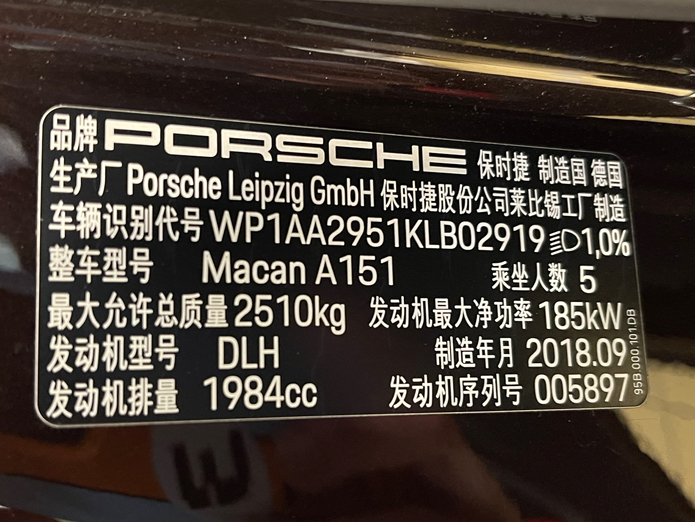 品牌 PORSCHE 保时捷 制造国 德国
生产厂 Porsche Leipzig GmbH 保时捷股份公司莱比锡工厂制造
车辆识别代号 WP1AA2951KLB02919 1,0%
整车型号 Macan A151 乘坐人数 5
最大允许总质量 2510kg 发动机最大净功率 185kW
发动机型号 DLH 制造年月 2018.09
发动机排量 1984cc 发动机序列号 005897
95B.000.101.DB